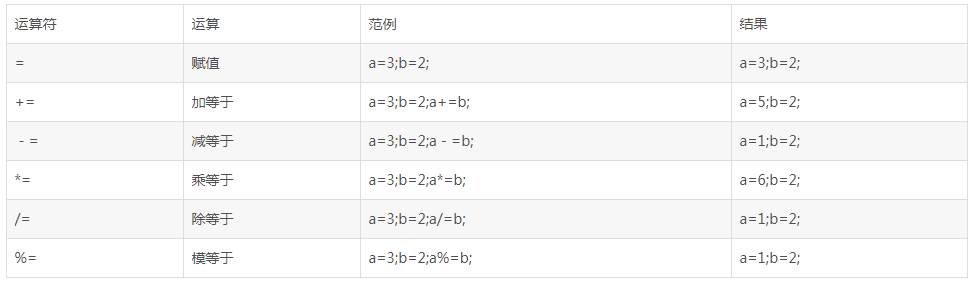 运算符 运算 范例 结果
= 赋值 a=3;b=2; a=3;b=2;
+= 加等于 a=3;b=2;a+=b; a=5;b=2;
- = 减等于 a=3;b=2;a - =b; a=1;b=2;
*= 乘等于 a=3;b=2;a*=b; a=6;b=2;
/= 除等于 a=3;b=2;a/=b; a=1;b=2;
%= 模等于 a=3;b=2;a%=b; a=1;b=2;